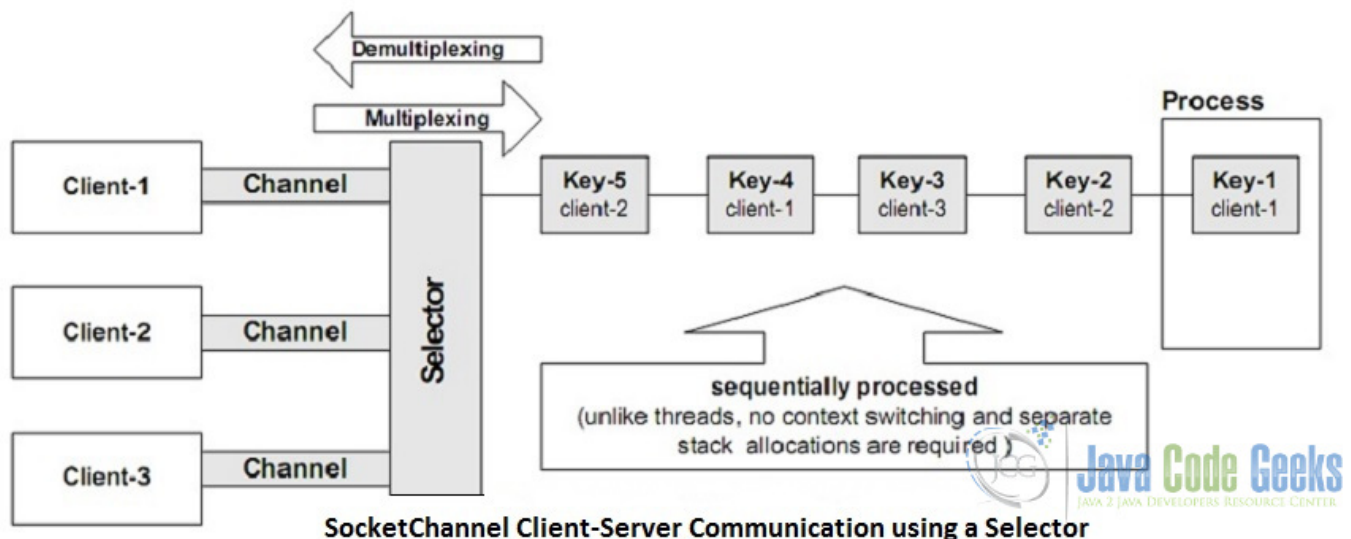 Demultiplexing
Multiplexing
Process
Client-1
Channel
Key-5
client-2
Key-4
client-1
Key-3
client-3
Key-2
client-2
Key-1
client-1
Selector
Client-2
Channel
Client-3
Channel
sequentially processed
(unlike threads, no context switching and separate
stack allocations are required )
JCG
Java Code Geeks
JAVA 2 JAVA DEVELOPERS RESOURCE CENTER
SocketChannel Client-Server Communication using a Selector